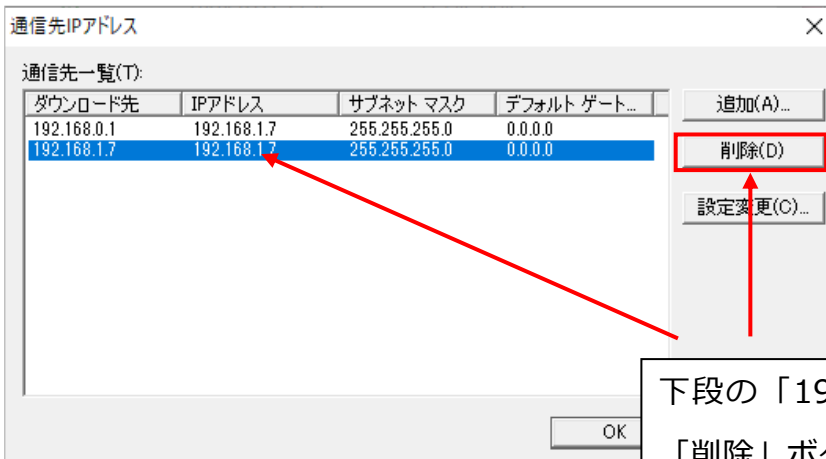 通信先IPアドレス
通信先一覧(T):
ダウンロード先 IPアドレス サブネット マスク デフォルト ゲート...
192.168.0.1 192.168.1.7 255.255.255.0 0.0.0.0
192.168.1.7 192.168.1.7 255.255.255.0 0.0.0.0
追加(A)...
削除(D)
設定変更(C)...
OK
下段の「19
「削除」ボ